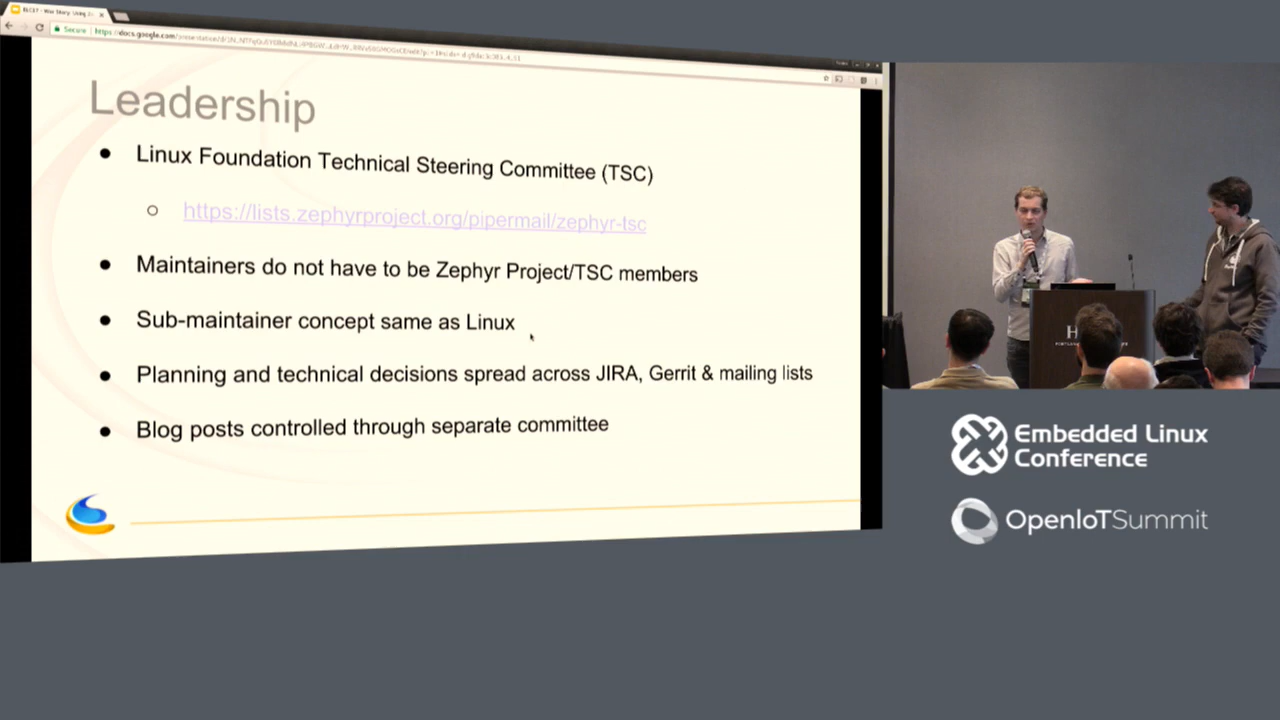 Secure
Leadership
● Linux Foundation Technical Steering Committee (TSC)
○ https://lists.zephyrproject.org/pipermail/zephyr-tsc
● Maintainers do not have to be Zephyr Project/TSC members
● Sub-maintainer concept same as Linux
● Planning and technical decisions spread across JIRA, Gerrit & mailing lists
● Blog posts controlled through separate committee
Embedded Linux
Conference
OpenIoTSummit